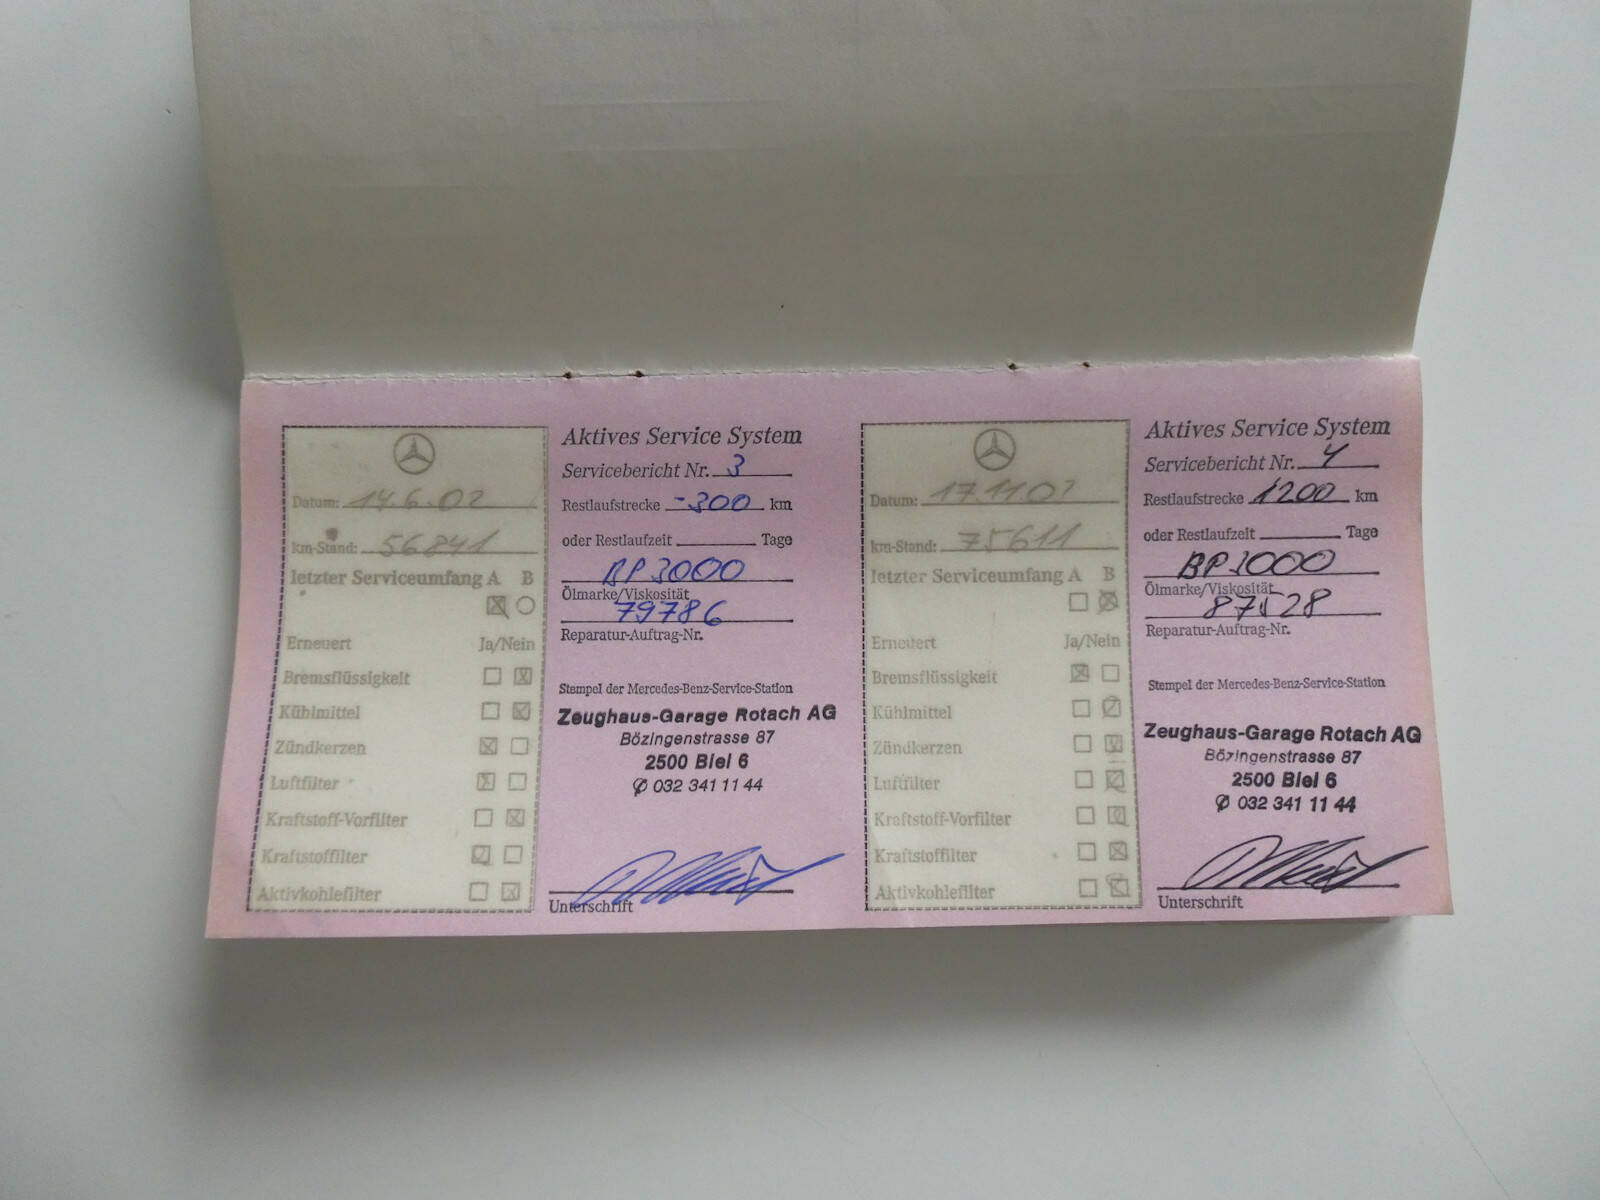 Datum: 14.6.02
km-Stand: 56841
letzter Serviceumfang A B
Erneuert Ja/Nein
Bremsflüssigkeit
Kühlmittel
Zündkerzen
Luftfilter
Kraftstoff-Vorfilter
Kraftstoffilter
Aktivkohlefilter
Aktives Service System
Servicebericht Nr. 3
Restlaufstrecke -300 km
oder Restlaufzeit Tage
BP 3000
Ölmarke/Viskosität
79786
Reparatur-Auftrag-Nr.
Stempel der Mercedes-Benz-Service-Station
Zeughaus-Garage Rotach AG
Bözingenstrasse 87
2500 Biel 6
✆ 032 341 11 44
Unterschrift
Datum: 17.11.02
km-Stand: 75611
letzter Serviceumfang A B
Erneuert Ja/Nein
Bremsflüssigkeit
Kühlmittel
Zündkerzen
Luftfilter
Kraftstoff-Vorfilter
Kraftstoffilter
Aktivkohlefilter
Aktives Service System
Servicebericht Nr. 4
Restlaufstrecke 1200 km
oder Restlaufzeit Tage
BP
Ölmarke/Viskosität
87528
Reparatur-Auftrag-Nr.
Stempel der Mercedes-Benz-Service-Station
Zeughaus-Garage Rotach AG
Bözingenstrasse 87
2500 Biel 6
✆ 032 341 11 44
Unterschrift